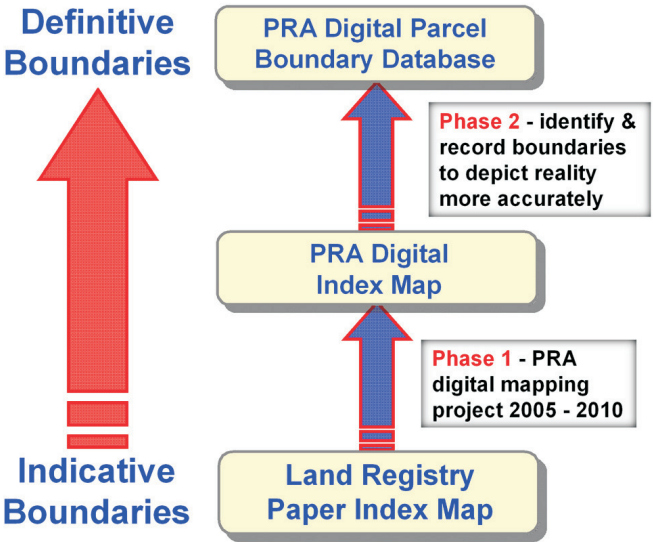 Definitive
Boundaries
PRA Digital Parcel
Boundary Database
Phase 2 - identify &
record boundaries
to depict reality
more accurately
PRA Digital
Index Map
Phase 1 - PRA
digital mapping
project 2005 - 2010
Indicative
Boundaries
Land Registry
Paper Index Map